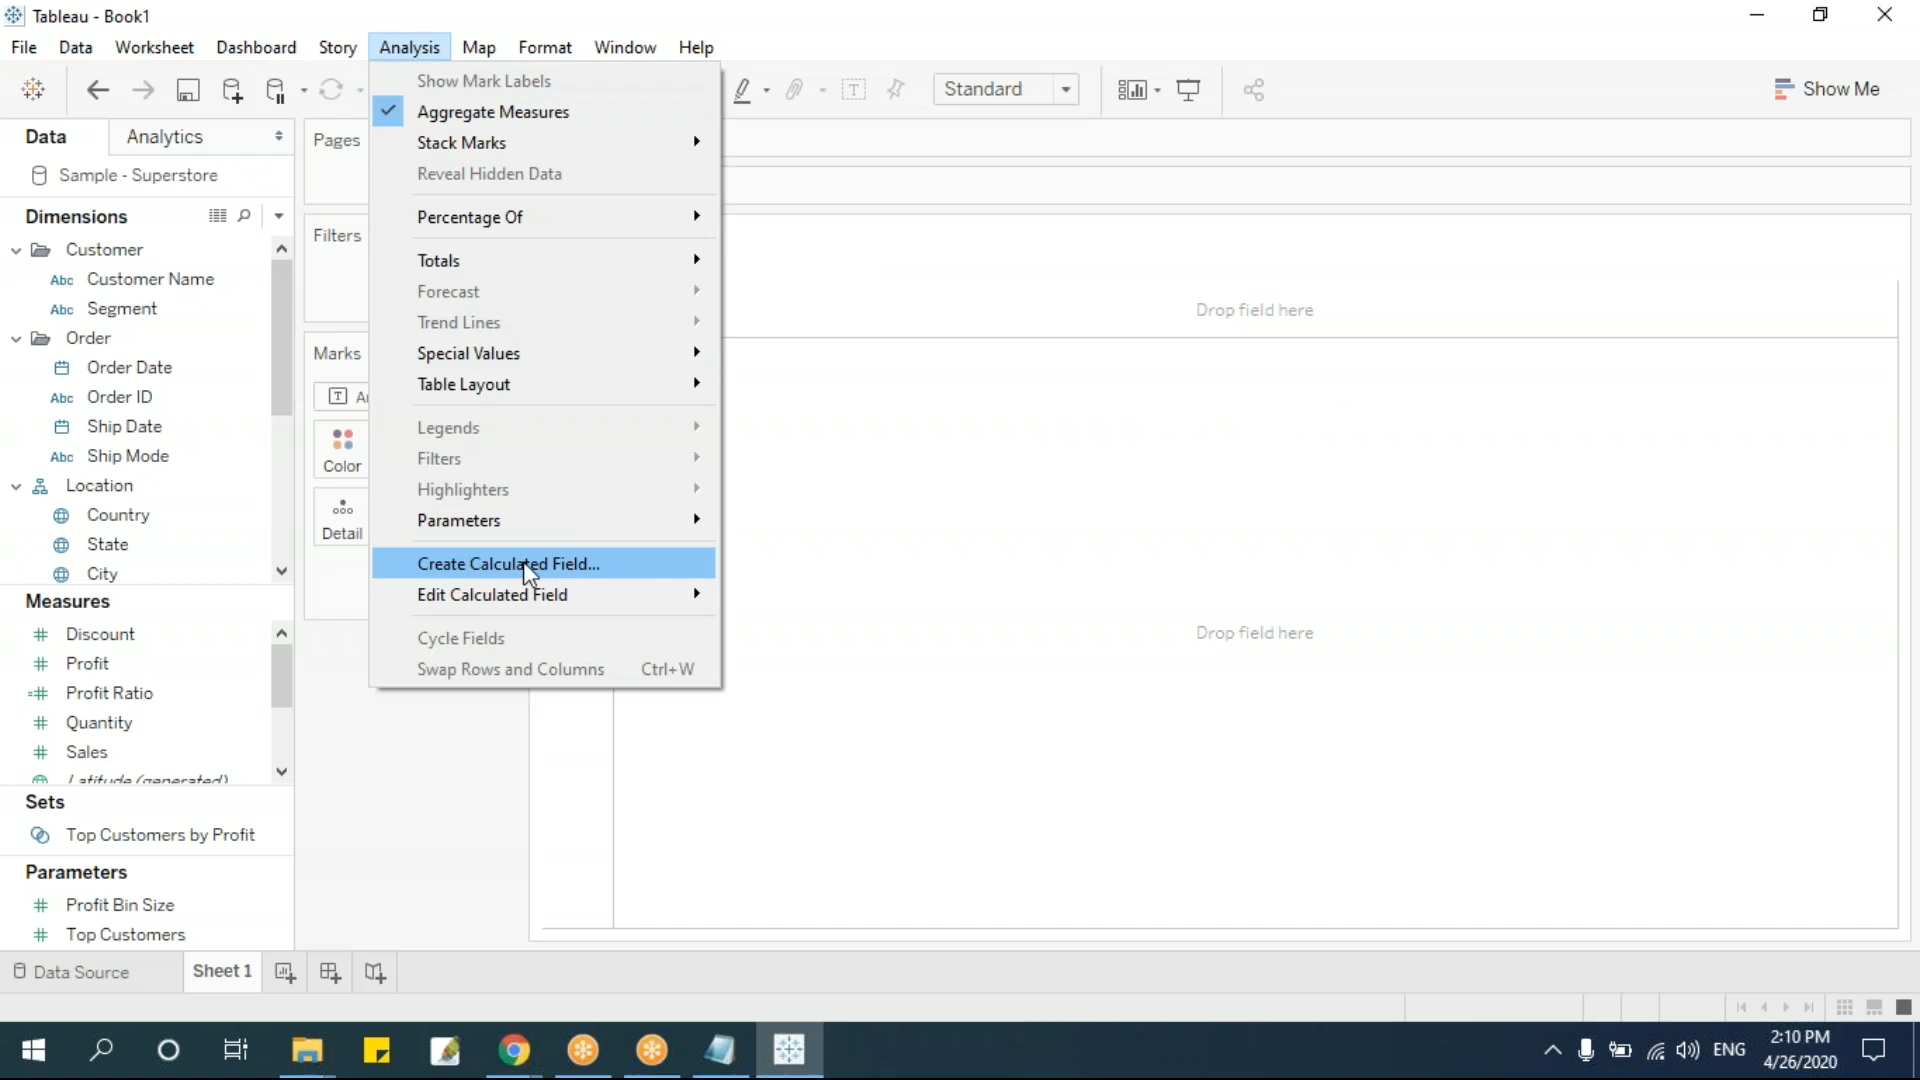 Tableau - Book1
File Data Worksheet Dashboard Story Analysis Map Format Window Help
Standard
Show Me
Data Analytics
Sample - Superstore
Dimensions
Customer
Abc Customer Name
Abc Segment
Order
Order Date
Abc Order ID
Ship Date
Abc Ship Mode
Location
Country
State
City
Measures
# Discount
# Profit
=# Profit Ratio
# Quantity
# Sales
Latitude (generated)
Sets
Top Customers by Profit
Parameters
# Profit Bin Size
# Top Customers
Pages
Filters
Marks
T
Color
Detail
Show Mark Labels
Aggregate Measures
Stack Marks
Reveal Hidden Data
Percentage Of
Totals
Forecast
Trend Lines
Special Values
Table Layout
Legends
Filters
Highlighters
Parameters
Create Calculated Field...
Edit Calculated Field
Cycle Fields
Swap Rows and Columns Ctrl+W
Drop field here
Drop field here
Data Source Sheet 1
ENG
2:10 PM
4/26/2020